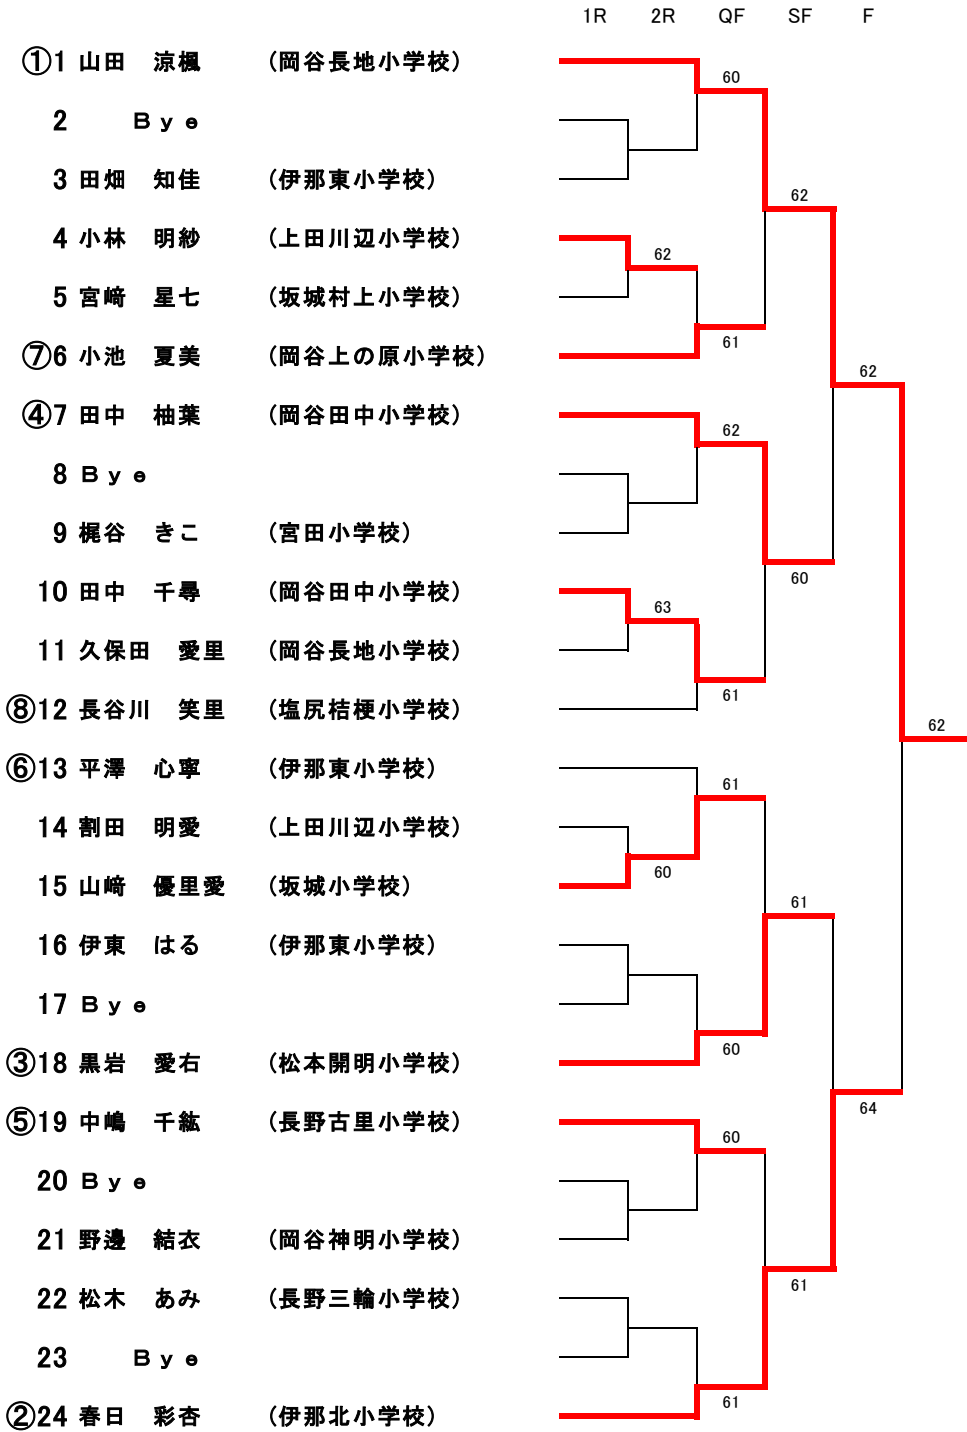 1R 2R QF SF F
①1 山田 涼楓 (岡谷長地小学校)
60
2 Bye
3 田畑 知佳 (伊那東小学校)
62
4 小林 明紗 (上田川辺小学校)
62
5 宮﨑 星七 (坂城村上小学校)
61
⑦6 小池 夏美 (岡谷上の原小学校)
62
④7 田中 柚葉 (岡谷田中小学校)
62
8 Bye
9 梶谷 きこ (宮田小学校)
60
10 田中 千尋 (岡谷田中小学校)
63
11 久保田 愛里 (岡谷長地小学校)
61
⑧12 長谷川 笑里 (塩尻桔梗小学校)
62
⑥13 平澤 心寧 (伊那東小学校)
61
14 割田 明愛 (上田川辺小学校)
60
15 山﨑 優里愛 (坂城小学校)
61
16 伊東 はる (伊那東小学校)
17 Bye
60
③18 黒岩 愛右 (松本開明小学校)
64
⑤19 中嶋 千紘 (長野古里小学校)
60
20 Bye
21 野邊 結衣 (岡谷神明小学校)
61
22 松木 あみ (長野三輪小学校)
23 Bye
61
②24 春日 彩杏 (伊那北小学校)